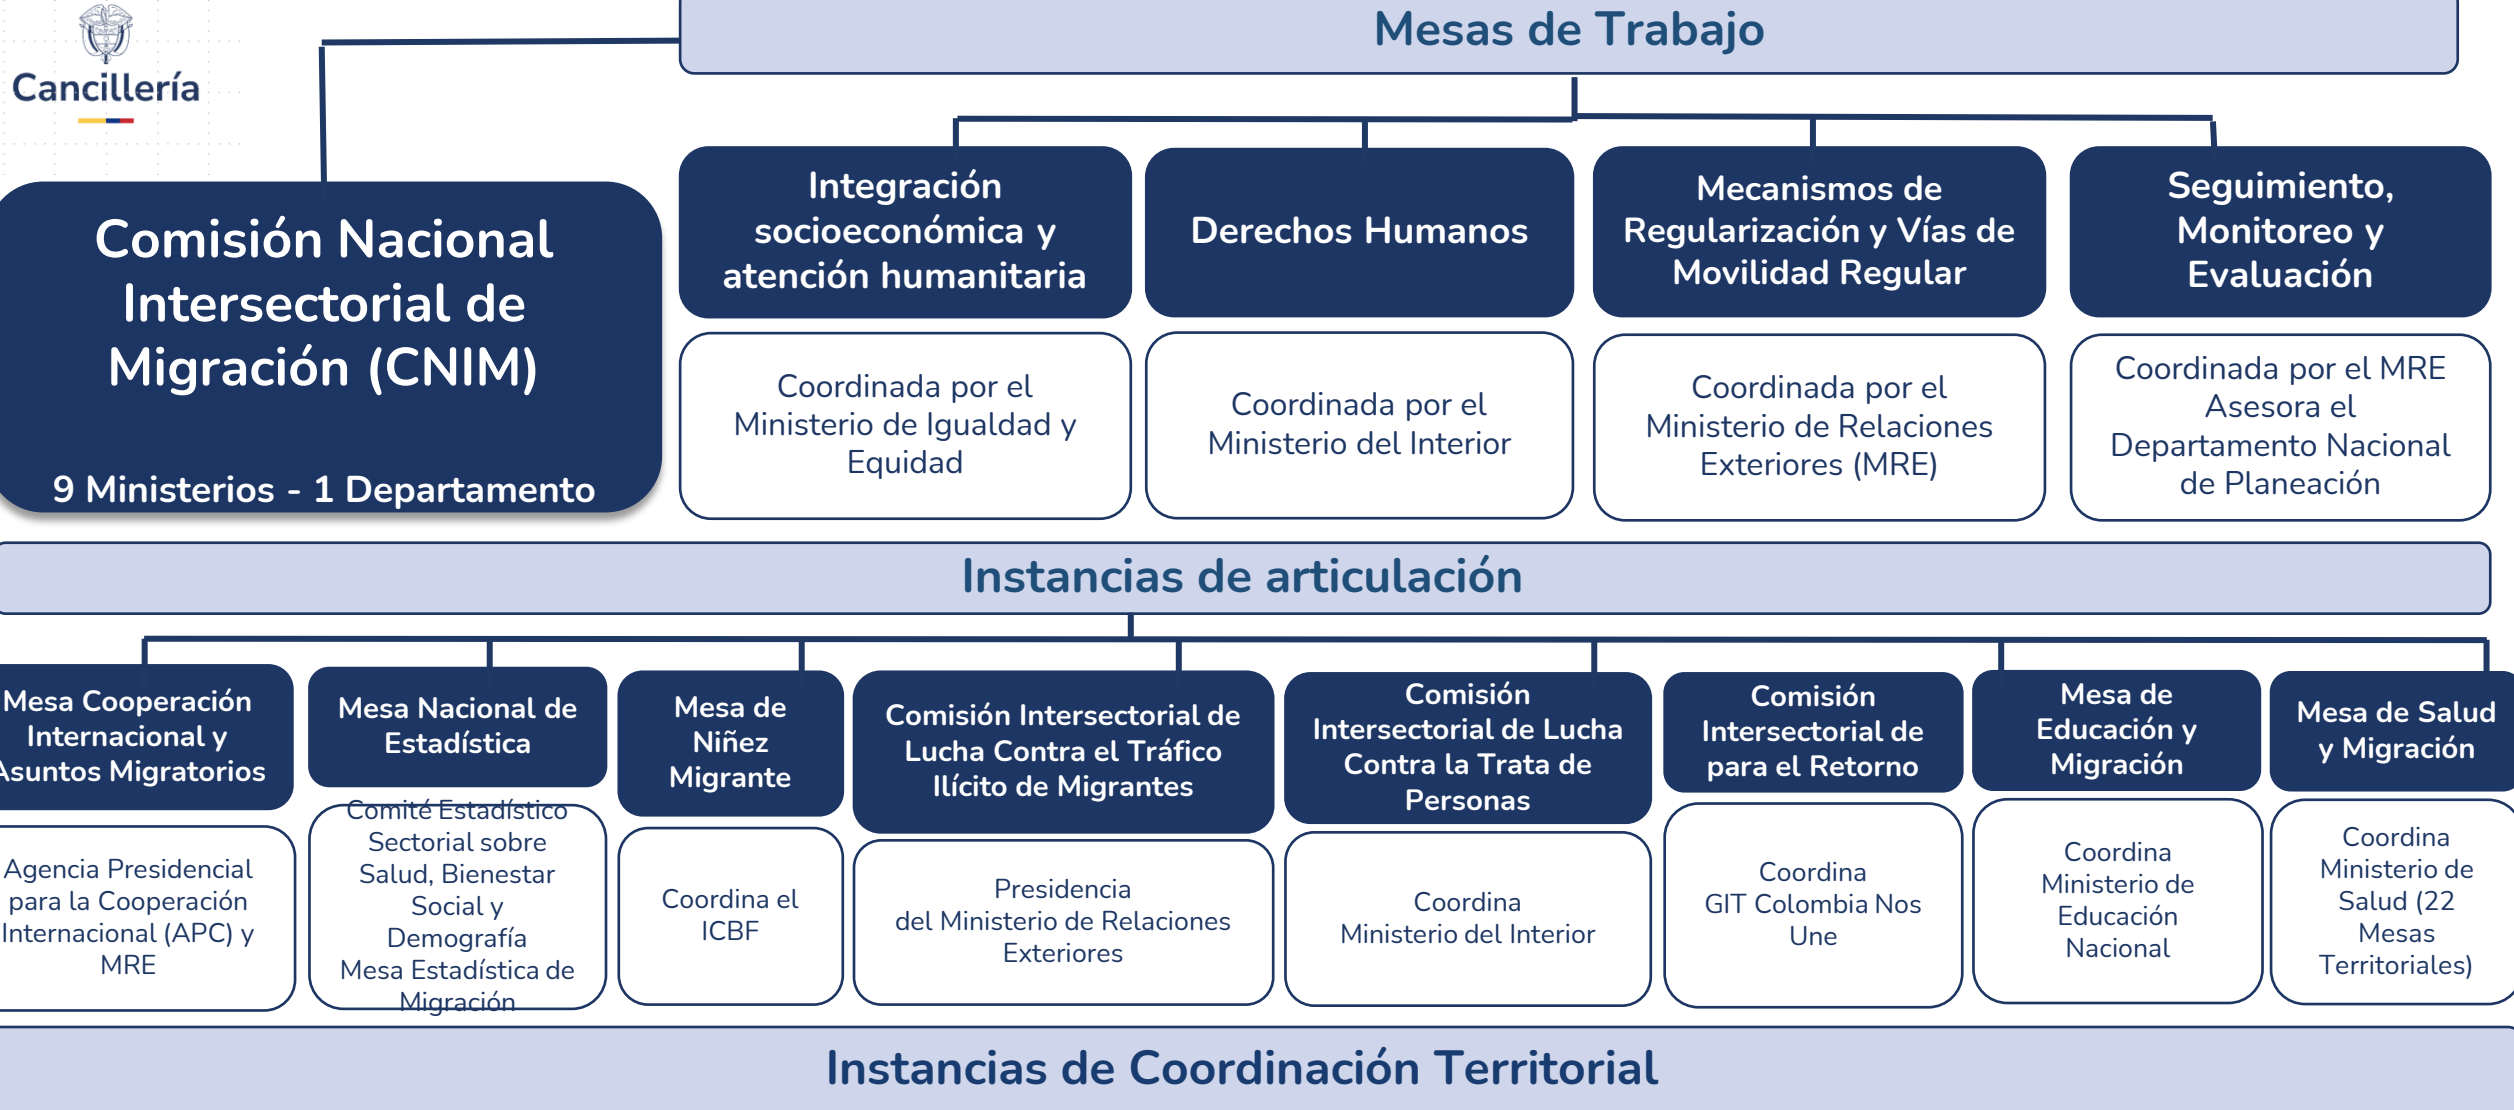 Cancillería
Mesas de Trabajo
Comisión Nacional
Intersectorial de
Migración (CNIM)
9 Ministerios - 1 Departamento
Integración
socioeconómica y
atención humanitaria
Coordinada por el
Ministerio de Igualdad y
Equidad
Derechos Humanos
Coordinada por el
Ministerio del Interior
Mecanismos de
Regularización y Vías de
Movilidad Regular
Coordinada por el
Ministerio de Relaciones
Exteriores (MRE)
Seguimiento,
Monitoreo y
Evaluación
Coordinada por el MRE
Asesora el
Departamento Nacional
de Planeación
Instancias de articulación
Mesa Cooperación
Internacional y
Asuntos Migratorios
Agencia Presidencial
para la Cooperación
Internacional (APC) y
MRE
Mesa Nacional de
Estadística
Comité Estadístico
Sectorial sobre
Salud, Bienestar
Social y
Demografía
Mesa Estadística de
Migración
Mesa de
Niñez
Migrante
Coordina el
ICBF
Comisión Intersectorial de
Lucha Contra el Tráfico
Ilícito de Migrantes
Presidencia
del Ministerio de Relaciones
Exteriores
Comisión
Intersectorial de Lucha
Contra la Trata de
Personas
Coordina
Ministerio del Interior
Comisión
Intersectorial de
para el Retorno
Coordina
GIT Colombia Nos
Une
Mesa de
Educación y
Migración
Coordina
Ministerio de
Educación
Nacional
Mesa de Salud
y Migración
Coordina
Ministerio de
Salud (22
Mesas
Territoriales)
Instancias de Coordinación Territorial